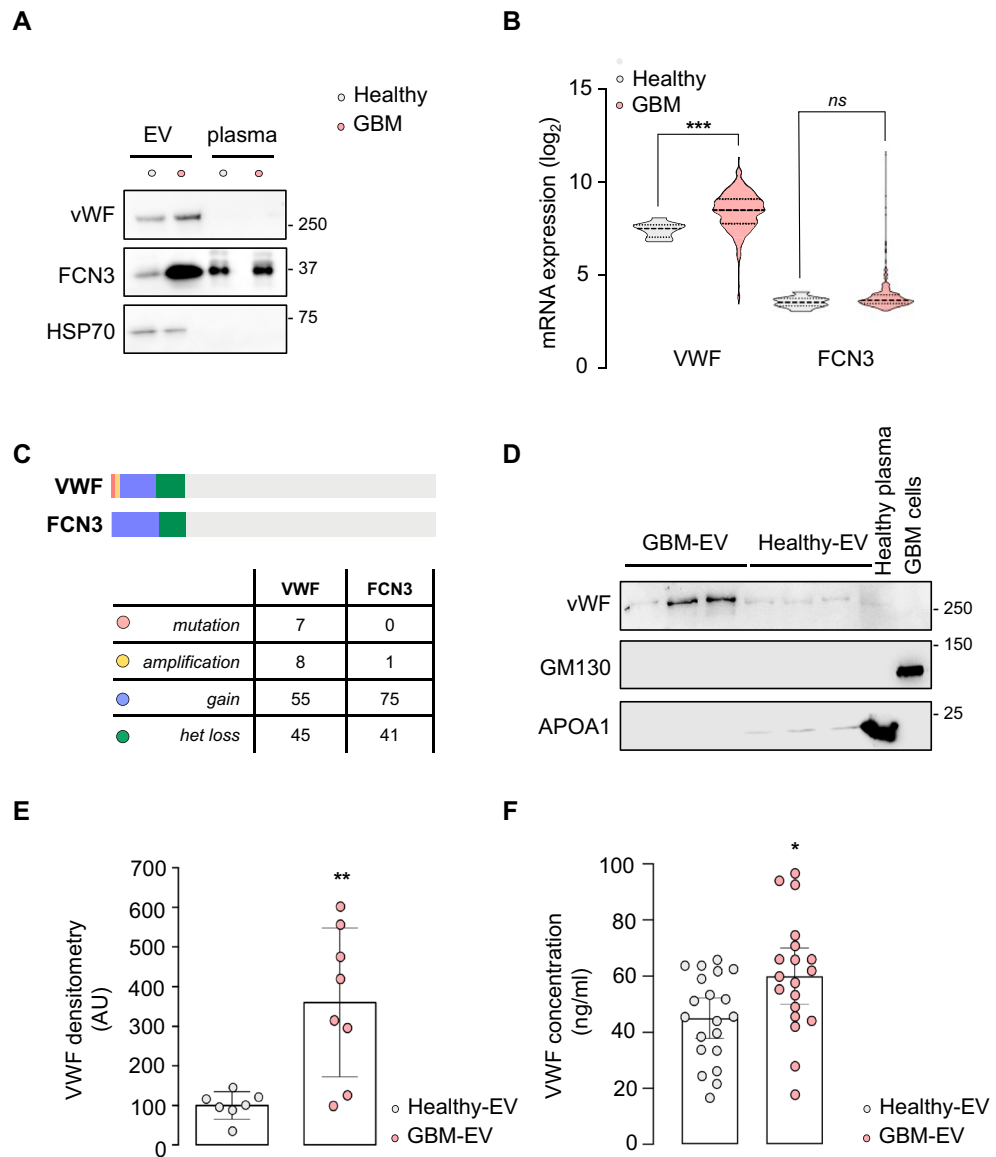 A
Healthy
GBM
EV plasma
vWF
- 250
FCN3
- 37
HSP70
- 75
B
Healthy
GBM
mRNA expression (log2)
15
10
5
0
***
ns
VWF FCN3
C
VWF
FCN3
VWF FCN3
mutation 7 0
amplification 8 1
gain 55 75
het loss 45 41
D
GBM-EV Healthy-EV Healthy plasma GBM cells
vWF
- 250
GM130
- 150
APOA1
- 25
E
VWF densitometry
(AU)
700
600
500
400
300
200
100
0
**
Healthy-EV
GBM-EV
F
VWF concentration
(ng/ml)
100
80
60
40
20
0
*
Healthy-EV
GBM-EV